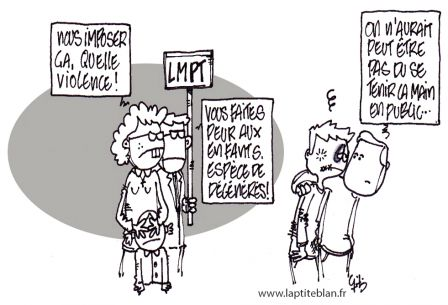 NOUS IMPOSER
ÇA, QUELLE
VIOLENCE !
LMPT
VOUS FAITES
PEUR AUX
ENFANTS.
ESPÈCE DE
DÉGÉNÉRÉS !
ON N'AURAIT
PEUT ÊTRE
PAS DU SE
TENIR LA MAIN
EN PUBLIC...
www.laptiteblan.fr